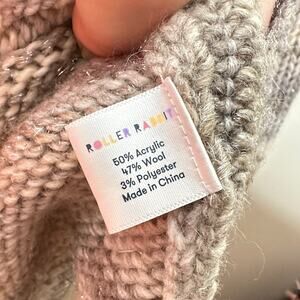 ROLLER RABBIT
50% Acrylic
47% Wool
3% Polyester
Made in China